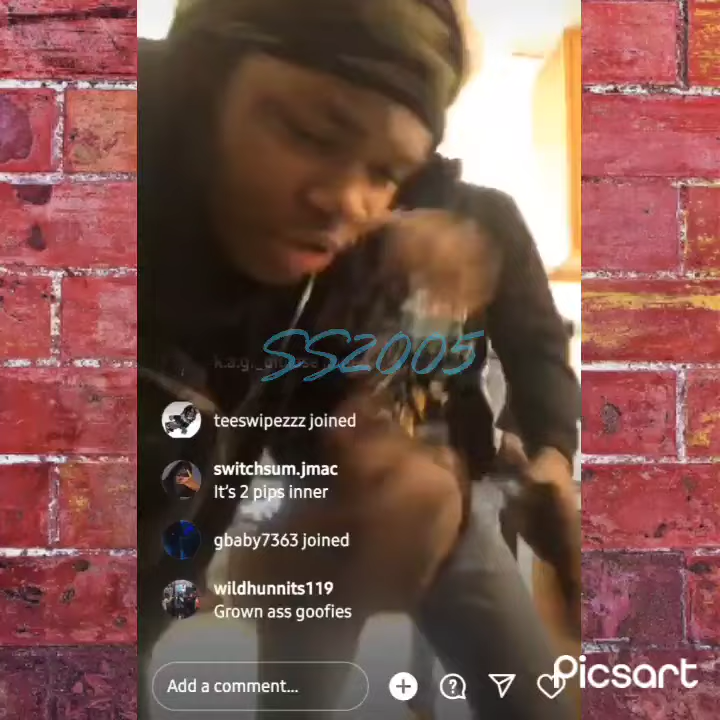 SS2005
teeswipezzz joined
switchsum.jmac
It's 2 pips inner
gbaby7363 joined
wildhunnits119
Grown ass goofies
Add a comment...
Picsart